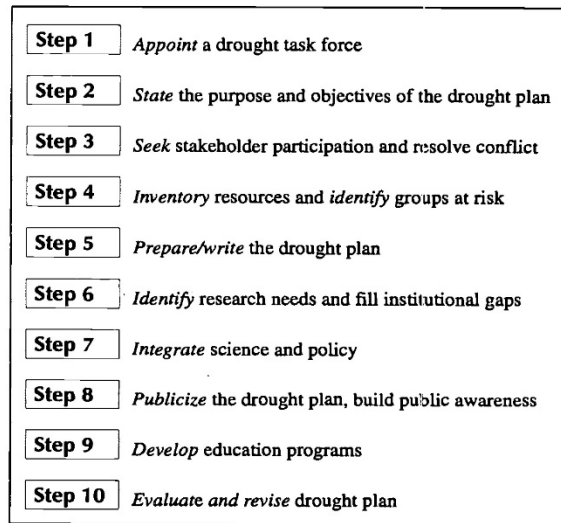 Step 1 Appoint a drought task force
Step 2 State the purpose and objectives of the drought plan
Step 3 Seek stakeholder participation and resolve conflict
Step 4 Inventory resources and identify groups at risk
Step 5 Prepare/write the drought plan
Step 6 Identify research needs and fill institutional gaps
Step 7 Integrate science and policy
Step 8 Publicize the drought plan, build public awareness
Step 9 Develop education programs
Step 10 Evaluate and revise drought plan